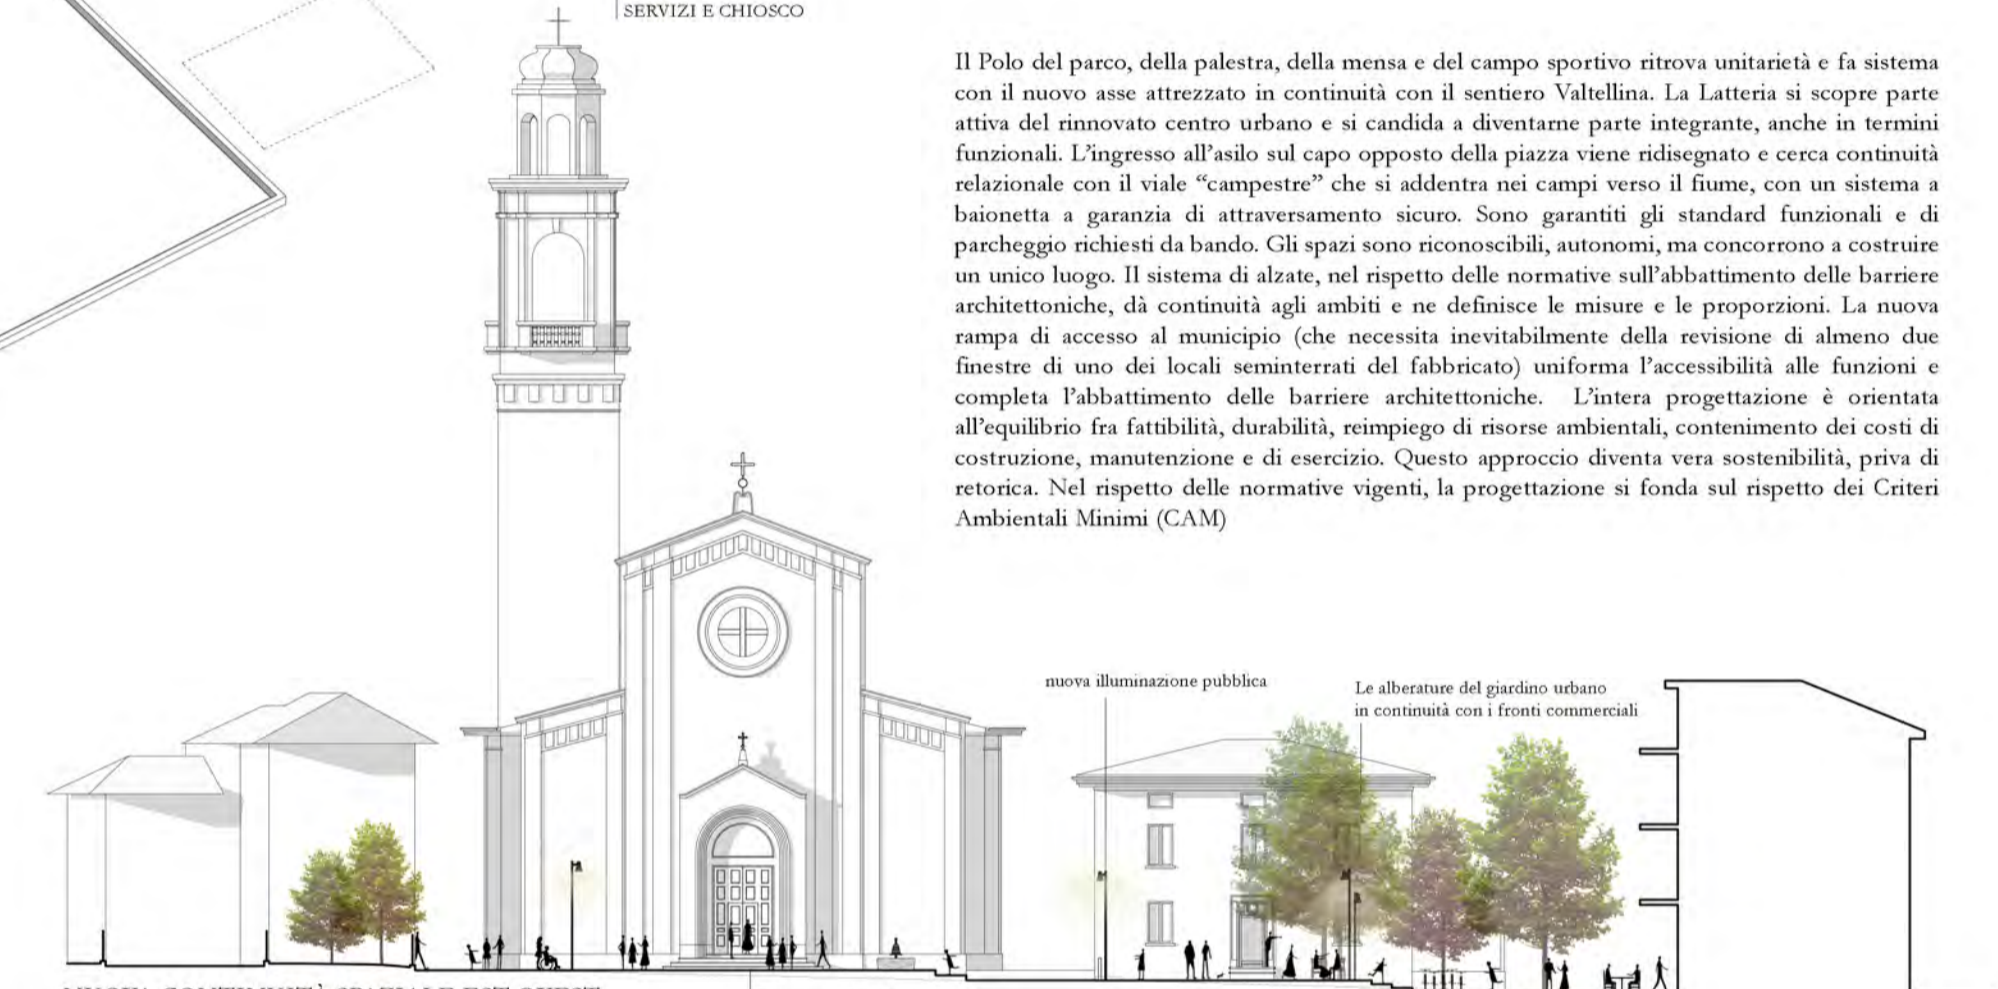 SERVIZI E CHIOSCO
Il Polo del parco, della palestra, della mensa e del campo sportivo ritrova unitarietà e fa sistema
con il nuovo asse attrezzato in continuità con il sentiero Valtellina. La Latteria si scopre parte
attiva del rinnovato centro urbano e si candida a diventarne parte integrante, anche in termini
funzionali. L’ingresso all’asilo sul capo opposto della piazza viene ridisegnato e cerca continuità
relazionale con il viale “campestre” che si addentra nei campi verso il fiume, con un sistema a
baionetta a garanzia di attraversamento sicuro. Sono garantiti gli standard funzionali e di
parcheggio richiesti da bando. Gli spazi sono riconoscibili, autonomi, ma concorrono a costruire
un unico luogo. Il sistema di alzate, nel rispetto delle normative sull’abbattimento delle barriere
architettoniche, dà continuità agli ambiti e ne definisce le misure e le proporzioni. La nuova
rampa di accesso al municipio (che necessita inevitabilmente della revisione di almeno due
finestre di uno dei locali seminterrati del fabbricato) uniforma l’accessibilità alle funzioni e
completa l’abbattimento delle barriere architettoniche. L’intera progettazione è orientata
all’equilibrio fra fattibilità, durabilità, reimpiego di risorse ambientali, contenimento dei costi di
costruzione, manutenzione e di esercizio. Questo approccio diventa vera sostenibilità, priva di
retorica. Nel rispetto delle normative vigenti, la progettazione si fonda sul rispetto dei Criteri
Ambientali Minimi (CAM)
nuova illuminazione pubblica
Le alberature del giardino urbano
in continuità con i fronti commerciali